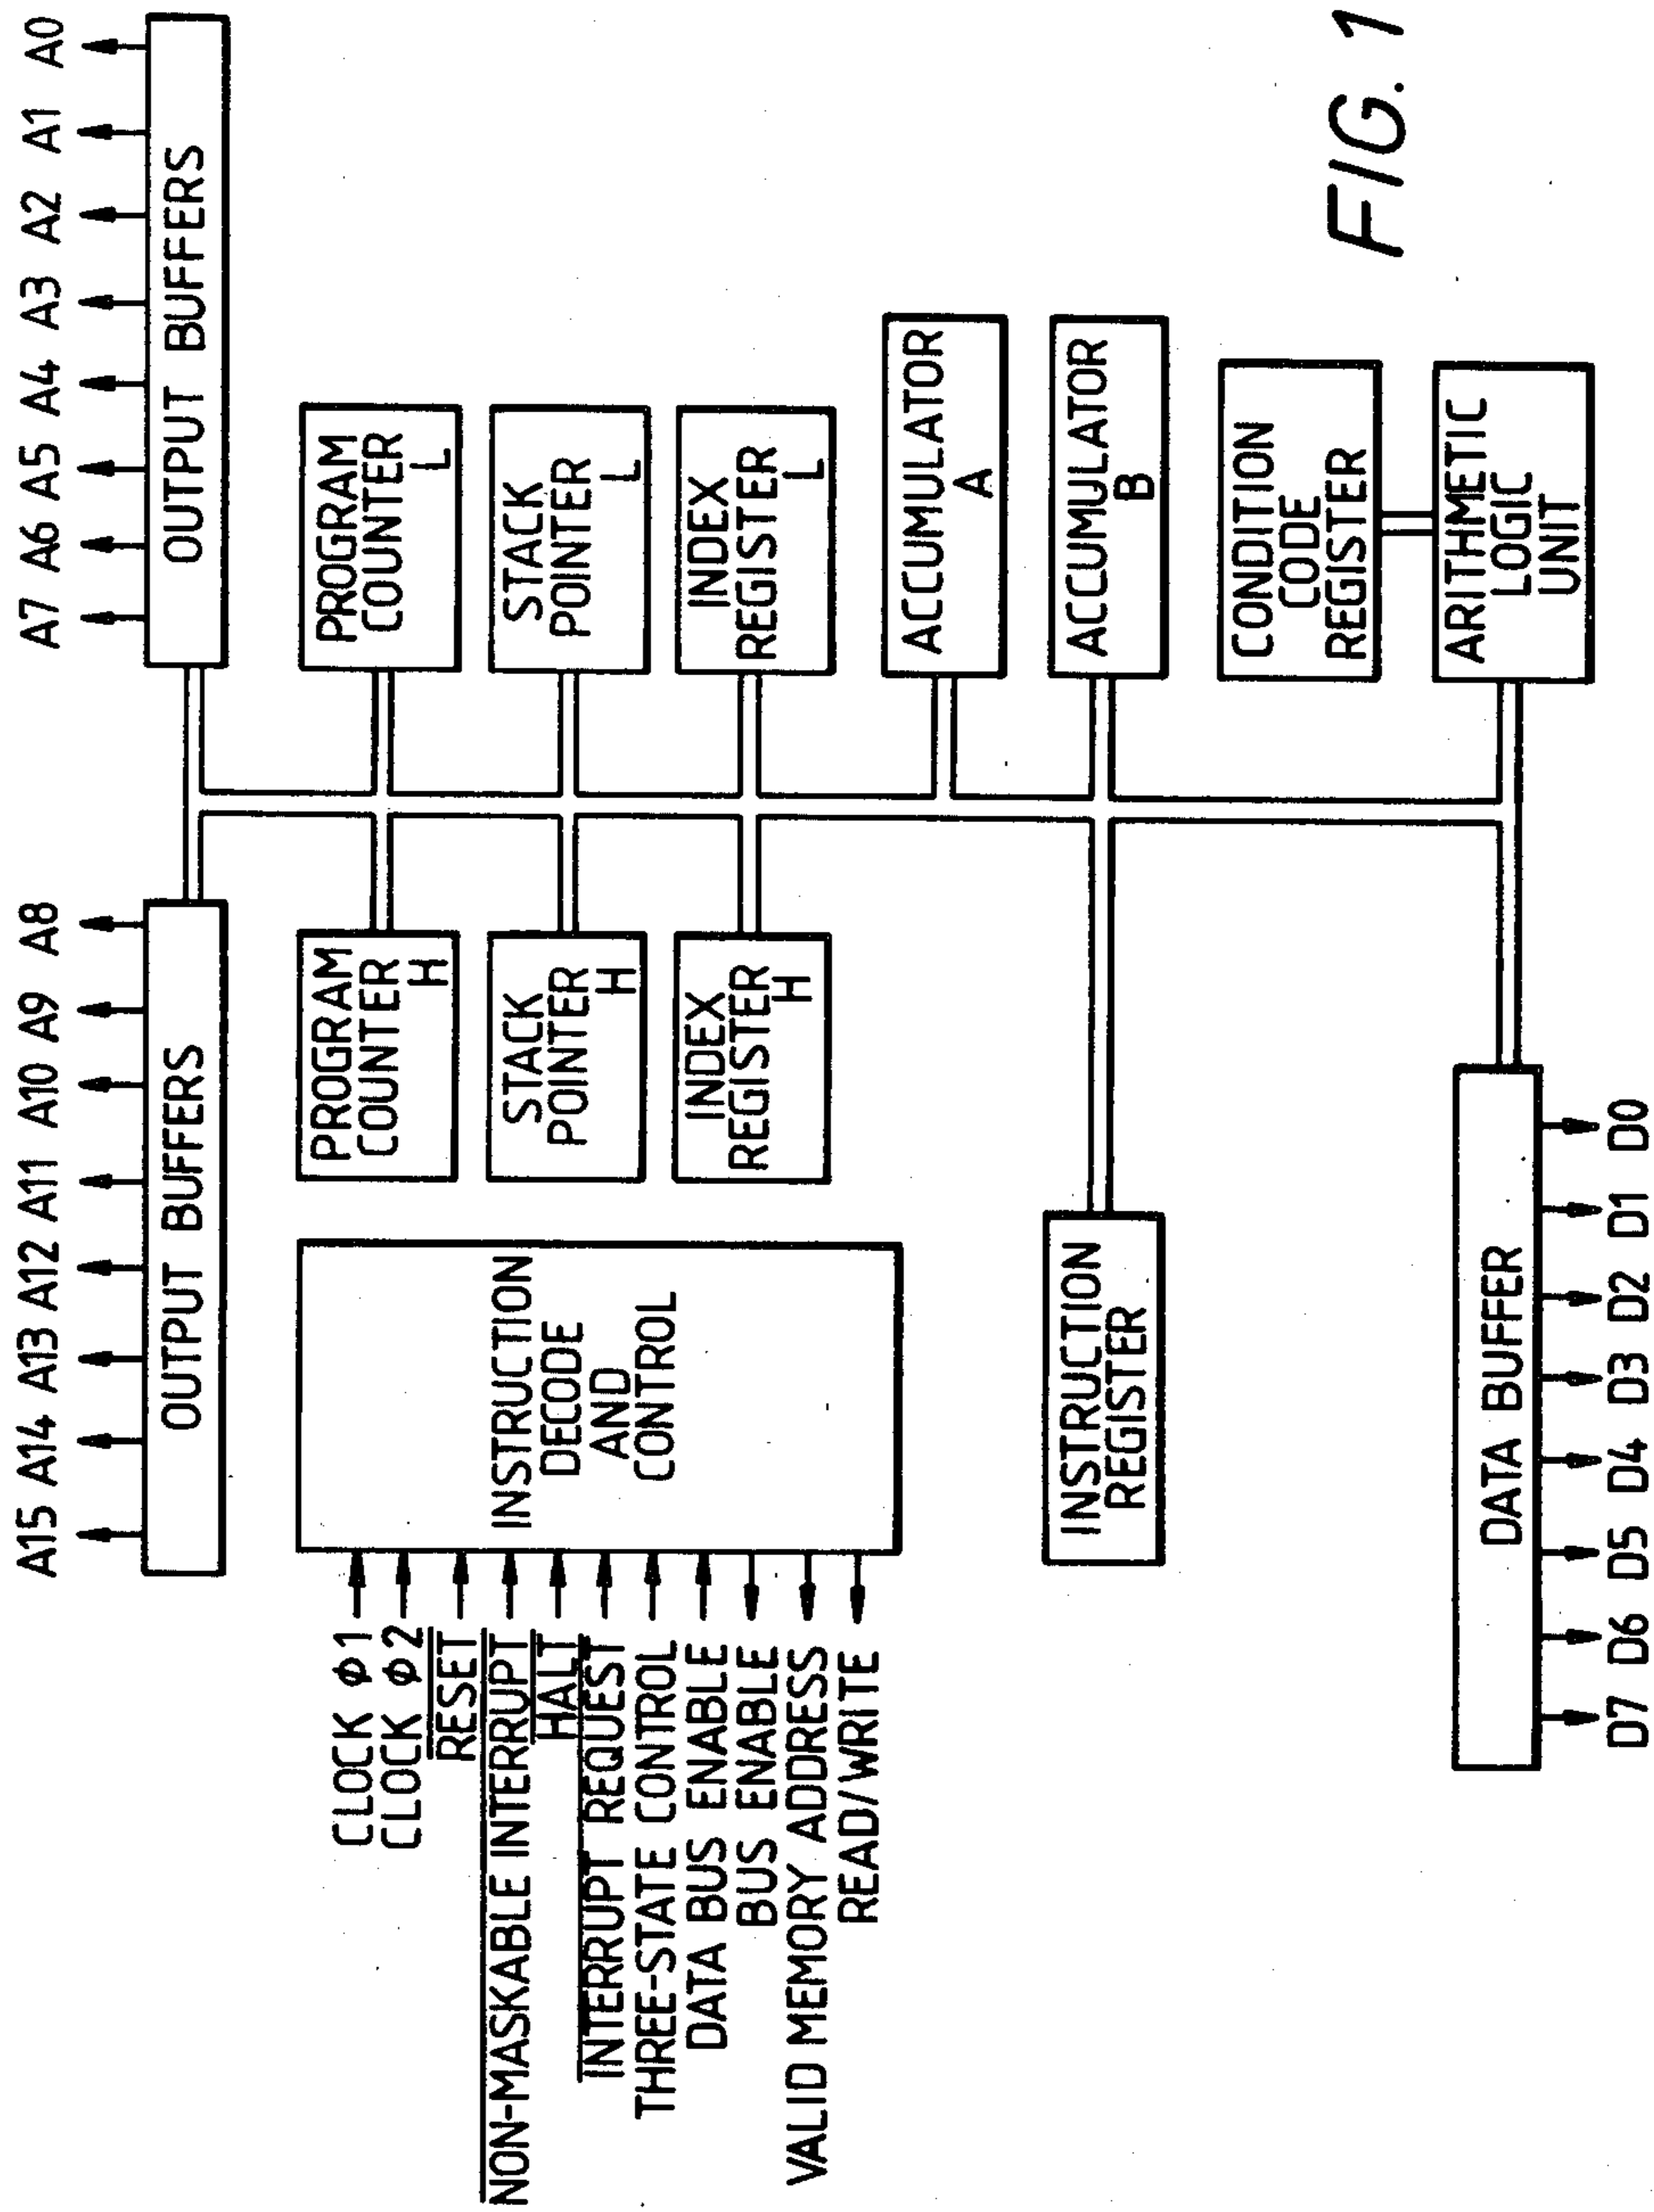 A15 A14 A13 A12 A11 A10 A9 A8 A7 A6 A5 A4 A3 A2 A1 A0
OUTPUT BUFFERS
OUTPUT BUFFERS
CLOCK ϕ1
CLOCK ϕ2
RESET
NON-MASKABLE INTERRUPT
HALT
INTERRUPT REQUEST
THREE-STATE CONTROL
DATA BUS ENABLE
BUS ENABLE
VALID MEMORY ADDRESS
READ/WRITE
INSTRUCTION
DECODE
AND
CONTROL
PROGRAM
COUNTER
H
PROGRAM
COUNTER
L
STACK
POINTER
H
STACK
POINTER
L
INDEX
REGISTER
H
INDEX
REGISTER
L
ACCUMULATOR
A
INSTRUCTION
REGISTER
ACCUMULATOR
B
CONDITION
CODE
REGISTER
ARITHMETIC
LOGIC
UNIT
DATA BUFFER
D7 D6 D5 D4 D3 D2 D1 D0
FIG. 1